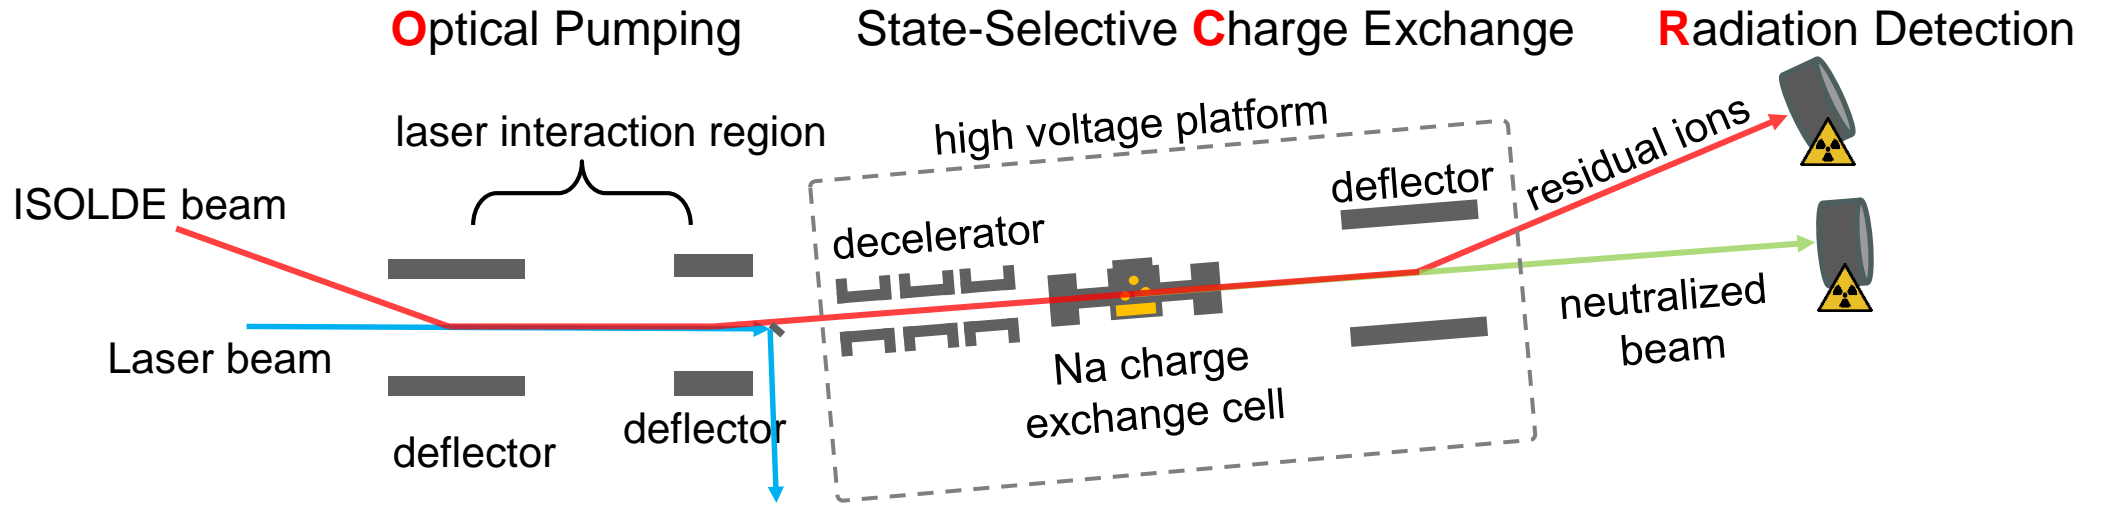 Optical Pumping
State-Selective Charge Exchange
Radiation Detection
laser interaction region
high voltage platform
residual ions
deflector
ISOLDE beam
decelerator
neutralized
beam
Laser beam
Na charge
exchange cell
deflector
deflector